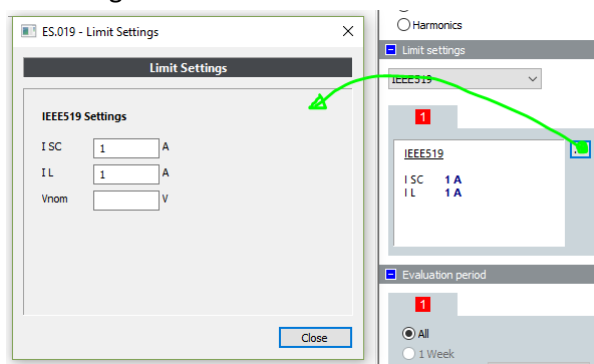 ES.019 - Limit Settings
Limit Settings
IEEE519 Settings
I SC 1 A
I L 1 A
Vnom V
Close
Harmonics
Limit settings
IEEE519
1
IEEE519
I SC 1 A
I L 1 A
Evaluation period
1
All
1 Week